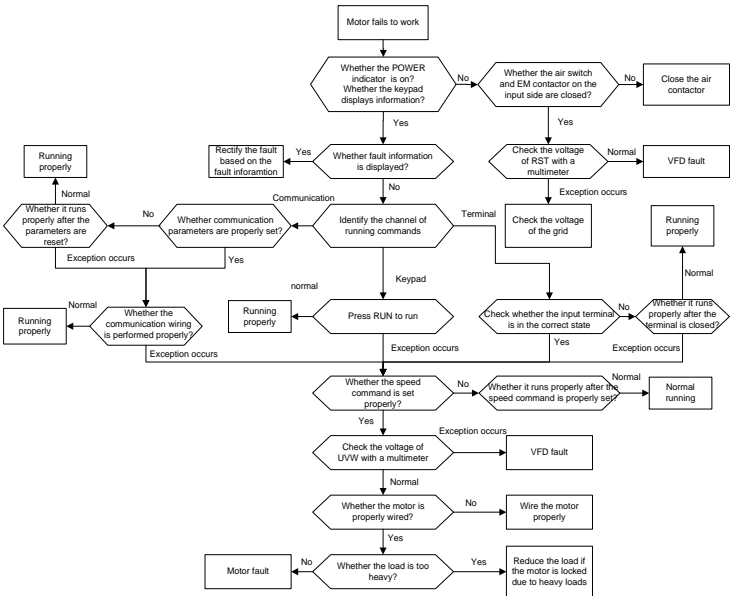 Motor fails to work
Whether the POWER
indicator is on?
Whether the keypad
displays information?
No
Whether the air switch
and EM contactor on the
input side are closed?
No
Close the air
contactor
Yes
Yes
Rectify the fault
based on the
fault inforamtion
Yes
Whether fault information
is displayed?
Check the voltage
of RST with a
multimeter
Normal
VFD fault
Running
properly
Normal
No
Exception occurs
Communication
Whether it runs
properly after the
parameters are
reset?
No
Whether communication
parameters are properly set?
Identify the channel of
running commands
Terminal
Check the voltage
of the grid
Running
properly
Exception occurs
Yes
Keypad
Normal
normal
Running
properly
Normal
Whether the
communication wiring
is performed properly?
Running
properly
Press RUN to run
Check whether the input terminal
is in the correct state
No
Whether it runs
properly after the
terminal is closed?
Exception occurs
Exception occurs
Yes
Exception occurs
Whether the speed
command is set
properly?
No
Whether it runs properly after the
speed command is properly set?
Normal
Normal
running
Yes
Exception occurs
Check the voltage of
UVW with a multimeter
VFD fault
Normal
Whether the motor is
properly wired?
No
Wire the motor
properly
Yes
Motor fault
No
Whether the load is too
heavy?
Yes
Reduce the load if
the motor is locked
due to heavy loads